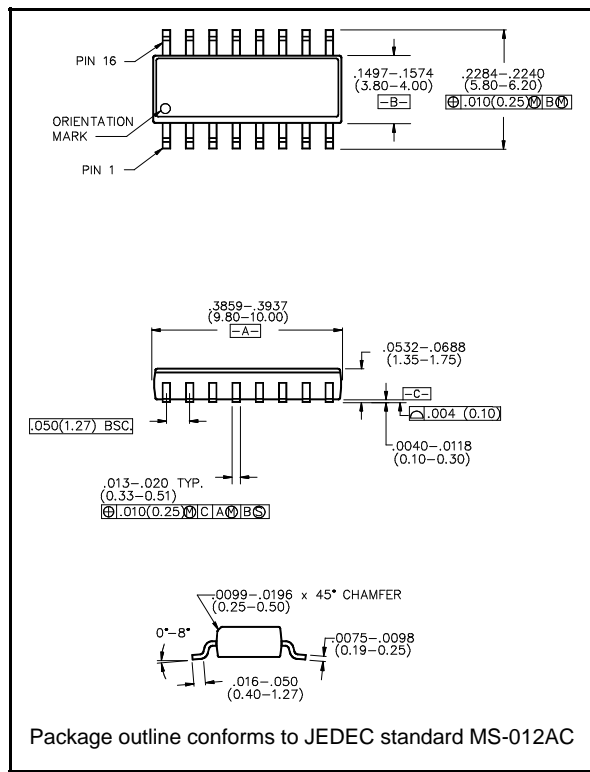 PIN 16
.1497–.1574
(3.80–4.00)
–B–
.2284–.2240
(5.80–6.20)
⌖ .010(0.25)Ⓜ BⓂ
ORIENTATION
MARK
PIN 1
.3859–.3937
(9.80–10.00)
–A–
.0532–.0688
(1.35–1.75)
–C–
⌓ .004 (0.10)
.050(1.27) BSC.
.0040–.0118
(0.10–0.30)
.013–.020 TYP.
(0.33–0.51)
⌖ .010(0.25)Ⓜ C AⓂ BⓈ
.0099–.0196 x 45° CHAMFER
(0.25–0.50)
0°–8°
.0075–.0098
(0.19–0.25)
.016–.050
(0.40–1.27)
Package outline conforms to JEDEC standard MS-012AC